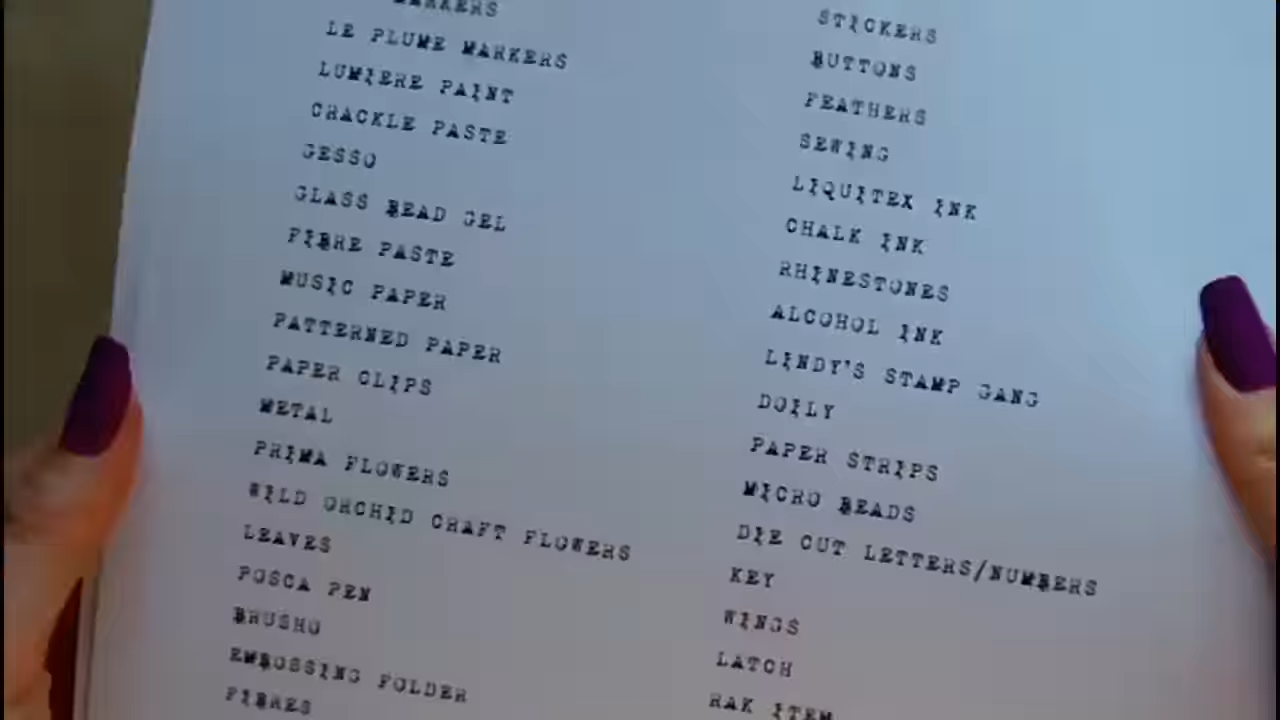 MARKERS
LE PLUME MARKERS
LUMIERE PAINT
CRACKLE PASTE
GESSO
GLASS BEAD GEL
FIBRE PASTE
MUSIC PAPER
PATTERNED PAPER
PAPER CLIPS
METAL
PRIMA FLOWERS
WILD ORCHID CRAFT FLOWERS
LEAVES
POSCA PEN
BRUSHO
EMBOSSING FOLDER
FIBRES
STICKERS
BUTTONS
FEATHERS
SEWING
LIQUITEX INK
CHALK INK
RHINESTONES
ALCOHOL INK
LINDY'S STAMP GANG
DOILY
PAPER STRIPS
MICRO BEADS
DIE CUT LETTERS/NUMBERS
KEY
WINGS
LATCH
RAK ITEM